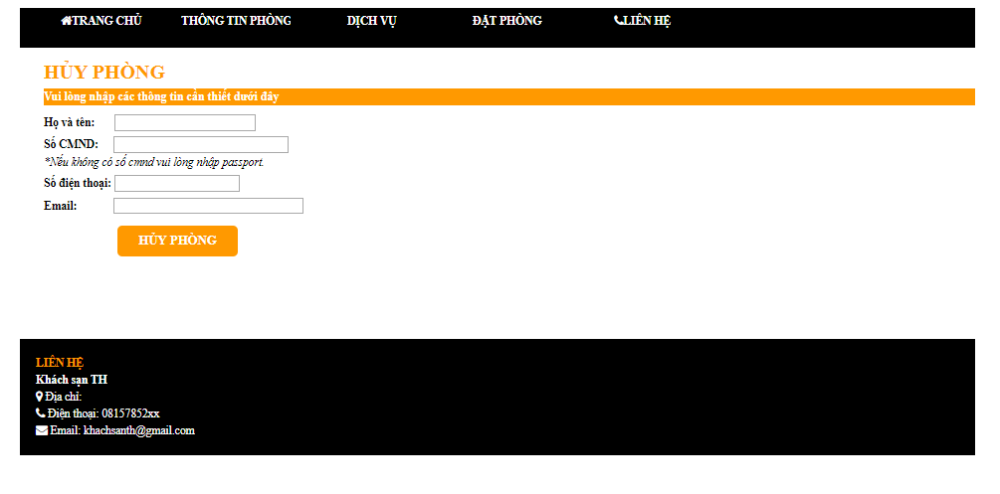 TRANG CHỦ THÔNG TIN PHÒNG DỊCH VỤ ĐẶT PHÒNG LIÊN HỆ
HỦY PHÒNG
Vui lòng nhập các thông tin cần thiết dưới đây
Họ và tên:
Số CMND:
*Nếu không có số cmnd vui lòng nhập passport.
Số điện thoại:
Email:
HỦY PHÒNG
LIÊN HỆ
Khách sạn TH
Địa chỉ:
Điện thoại: 08157852xx
Email: khachsanth@gmail.com